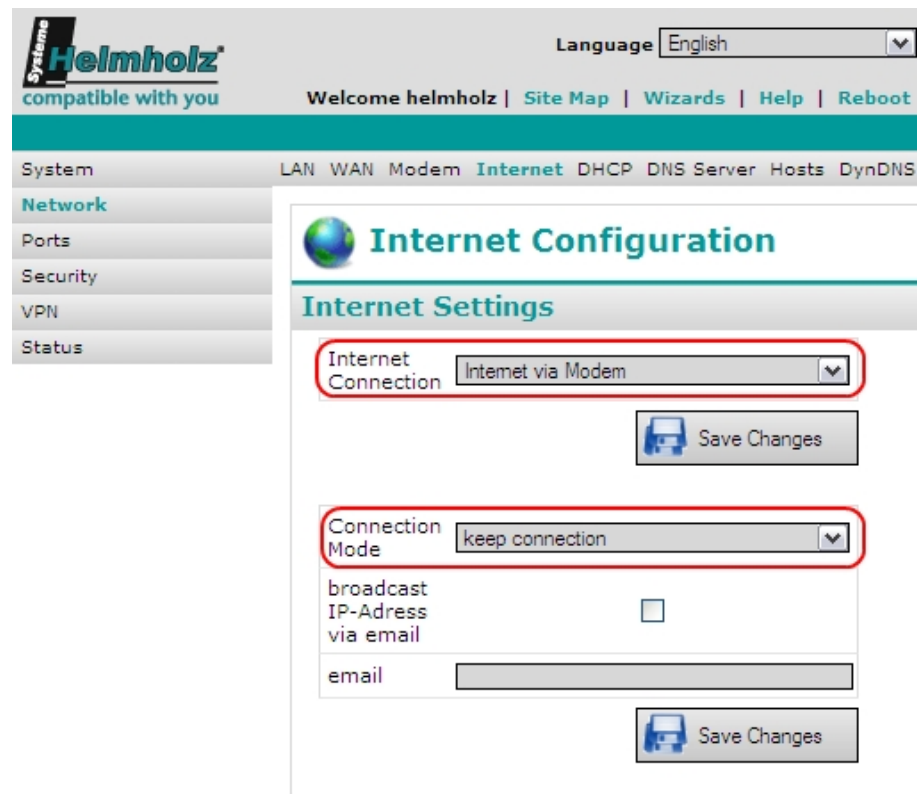 Systeme
Helmholz
compatible with you
Language English
Welcome helmholz | Site Map | Wizards | Help | Reboot
System
Network
Ports
Security
VPN
Status
LAN WAN Modem Internet DHCP DNS Server Hosts DynDNS
Internet Configuration
Internet Settings
Internet
Connection
Internet via Modem
Save Changes
Connection
Mode
keep connection
broadcast
IP-Adress
via email
email
Save Changes